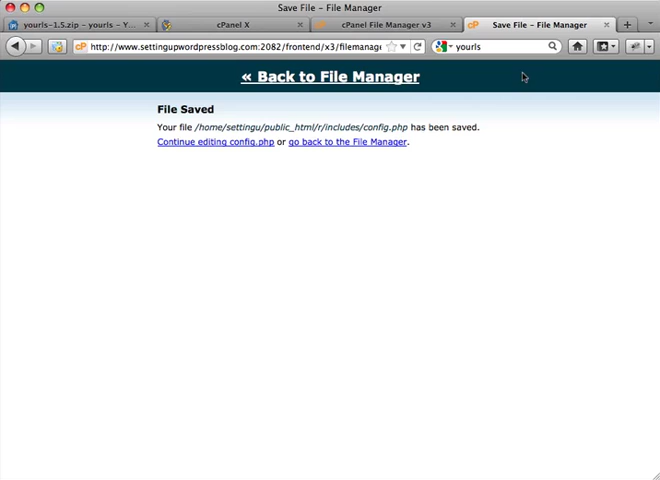 Save File – File Manager
yourls-1.5.zip – yourls – Y...
cPanel X
cPanel File Manager v3
Save File – File Manager
http://www.settingupwordpressblog.com:2082/frontend/x3/filemanage
yourls
« Back to File Manager
File Saved
Your file /home/settingu/public_html/r/includes/config.php has been saved.
Continue editing config.php or go back to the File Manager.